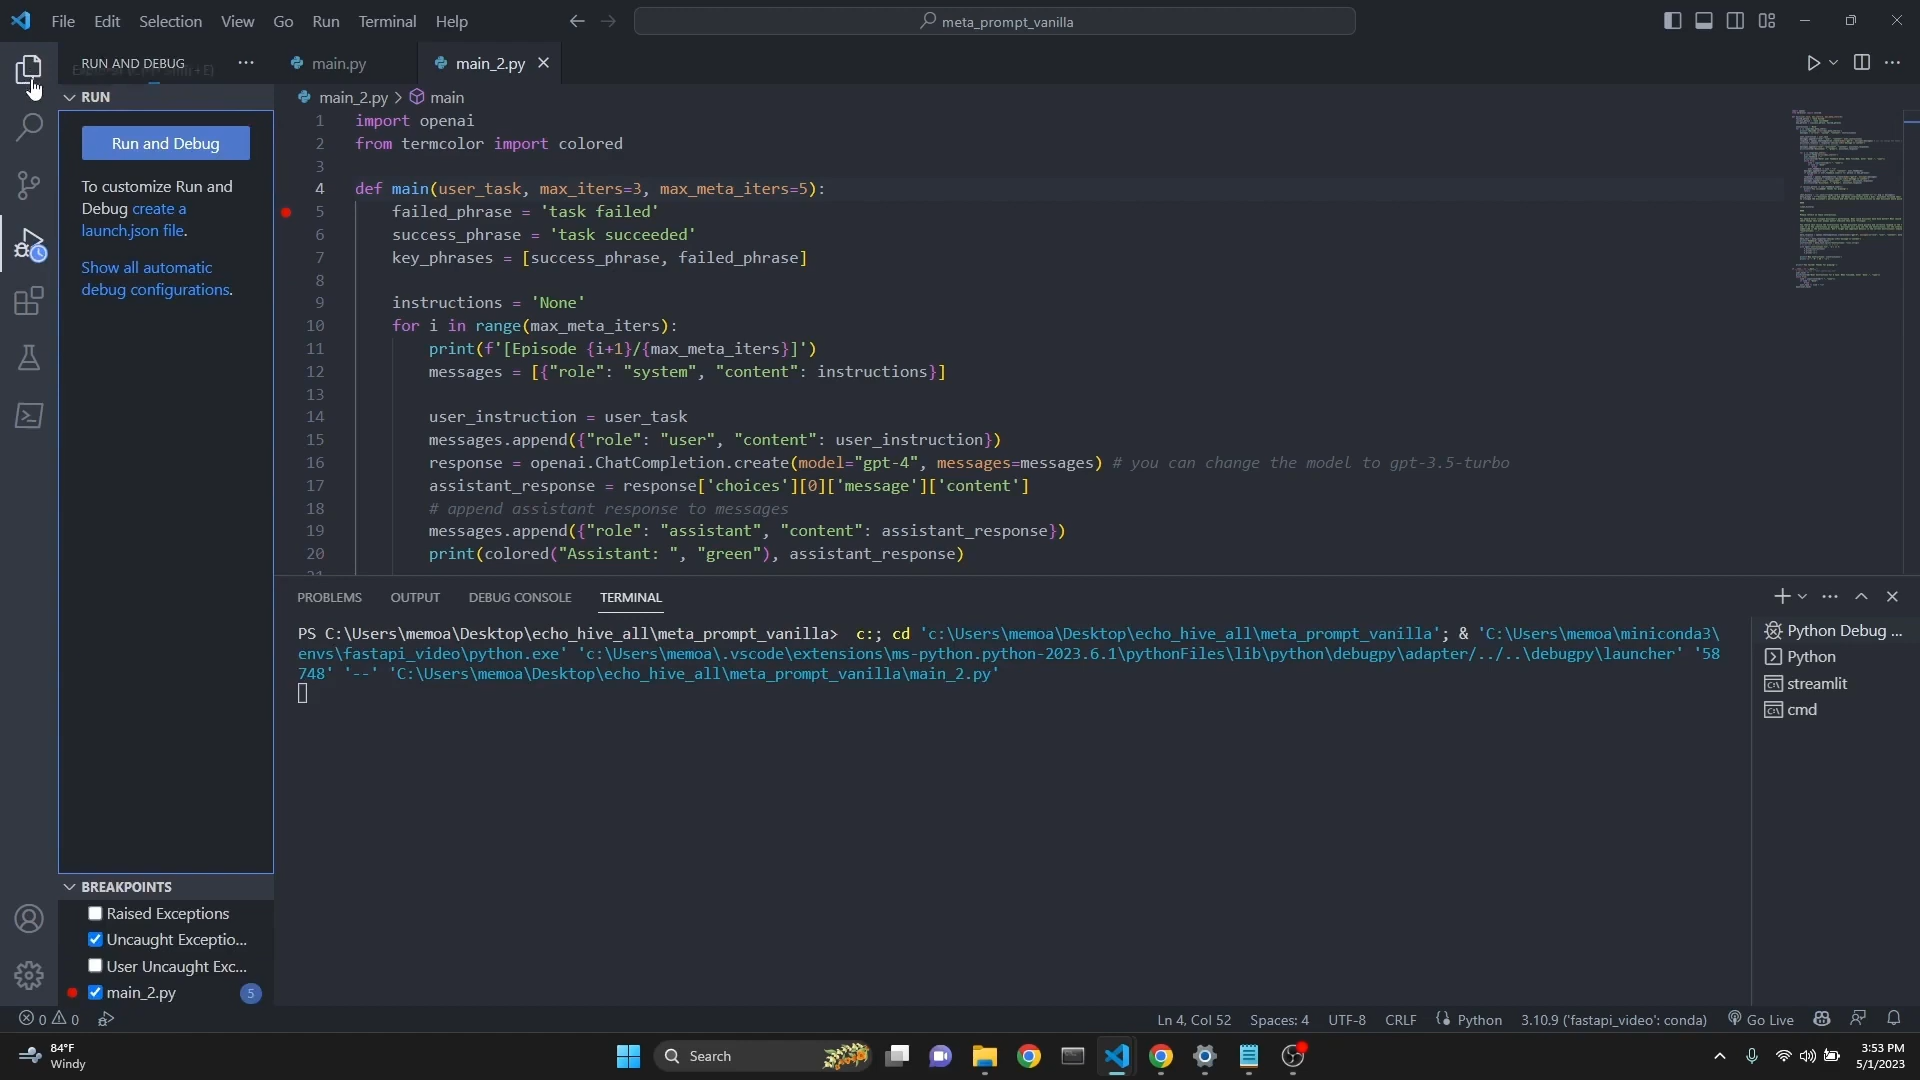 File Edit Selection View Go Run Terminal Help
meta_prompt_vanilla
RUN AND DEBUG
main.py
main_2.py
RUN
main_2.py > main
Run and Debug
To customize Run and
Debug create a
launch.json file.
Show all automatic
debug configurations.
1 import openai
2 from termcolor import colored
3
4 def main(user_task, max_iters=3, max_meta_iters=5):
5 failed_phrase = 'task failed'
6 success_phrase = 'task succeeded'
7 key_phrases = [success_phrase, failed_phrase]
8
9 instructions = 'None'
10 for i in range(max_meta_iters):
11 print(f'[Episode {i+1}/{max_meta_iters}]')
12 messages = [{"role": "system", "content": instructions}]
13
14 user_instruction = user_task
15 messages.append({"role": "user", "content": user_instruction})
16 response = openai.ChatCompletion.create(model="gpt-4", messages=messages) # you can change the model to gpt-3.5-turbo
17 assistant_response = response['choices'][0]['message']['content']
18 # append assistant response to messages
19 messages.append({"role": "assistant", "content": assistant_response})
20 print(colored("Assistant: ", "green"), assistant_response)
21
PROBLEMS OUTPUT DEBUG CONSOLE TERMINAL
PS C:\Users\memoa\Desktop\echo_hive_all\meta_prompt_vanilla> c:; cd 'c:\Users\memoa\Desktop\echo_hive_all\meta_prompt_vanilla'; & 'C:\Users\memoa\miniconda3\
envs\fastapi_video\python.exe' 'c:\Users\memoa\.vscode\extensions\ms-python.python-2023.6.1\pythonFiles\lib\python\debugpy\adapter/../..\debugpy\launcher' '58
748' '--' 'C:\Users\memoa\Desktop\echo_hive_all\meta_prompt_vanilla\main_2.py'
Python Debug ...
Python
streamlit
cmd
BREAKPOINTS
Raised Exceptions
Uncaught Exceptio...
User Uncaught Exc...
main_2.py 5
0 0
Ln 4, Col 52 Spaces: 4 UTF-8 CRLF Python 3.10.9 ('fastapi_video': conda) Go Live
84°F
Windy
Search
3:53 PM
5/1/2023